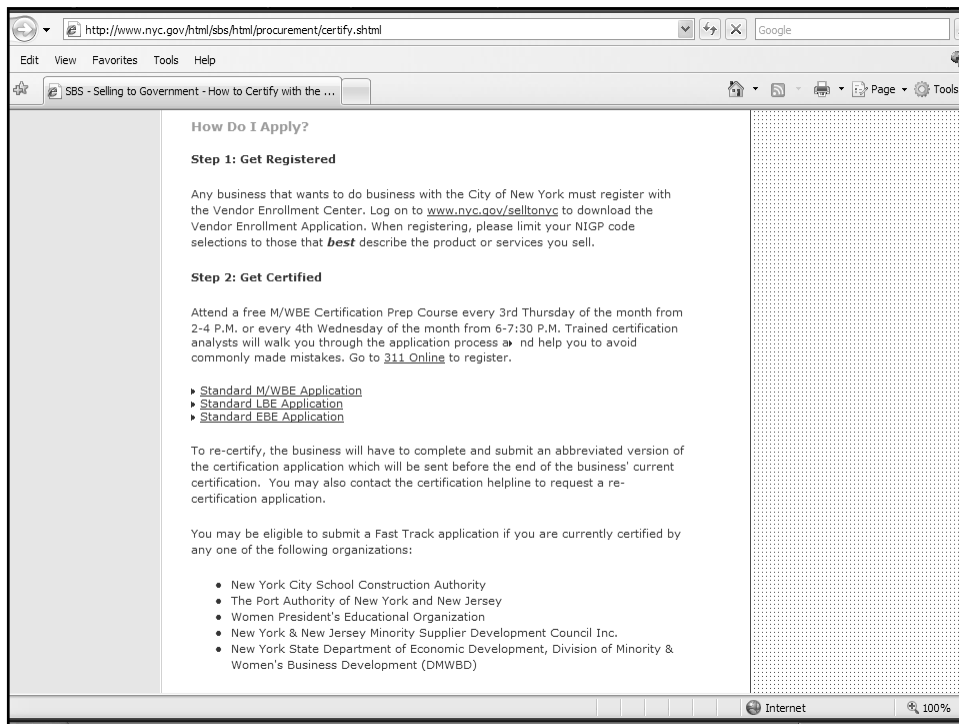 http://www.nyc.gov/html/sbs/html/procurement/certify.shtml
Google
Edit View Favorites Tools Help
SBS - Selling to Government - How to Certify with the ...
Page Tools
How Do I Apply?
Step 1: Get Registered
Any business that wants to do business with the City of New York must register with
the Vendor Enrollment Center. Log on to www.nyc.gov/selltonyc to download the
Vendor Enrollment Application. When registering, please limit your NIGP code
selections to those that best describe the product or services you sell.
Step 2: Get Certified
Attend a free M/WBE Certification Prep Course every 3rd Thursday of the month from
2-4 P.M. or every 4th Wednesday of the month from 6-7:30 P.M. Trained certification
analysts will walk you through the application process a nd help you to avoid
commonly made mistakes. Go to 311 Online to register.
Standard M/WBE Application
Standard LBE Application
Standard EBE Application
To re-certify, the business will have to complete and submit an abbreviated version of
the certification application which will be sent before the end of the business' current
certification. You may also contact the certification helpline to request a re-
certification application.
You may be eligible to submit a Fast Track application if you are currently certified by
any one of the following organizations:
• New York City School Construction Authority
• The Port Authority of New York and New Jersey
• Women President's Educational Organization
• New York & New Jersey Minority Supplier Development Council Inc.
• New York State Department of Economic Development, Division of Minority &
Women's Business Development (DMWBD)
Internet
100%